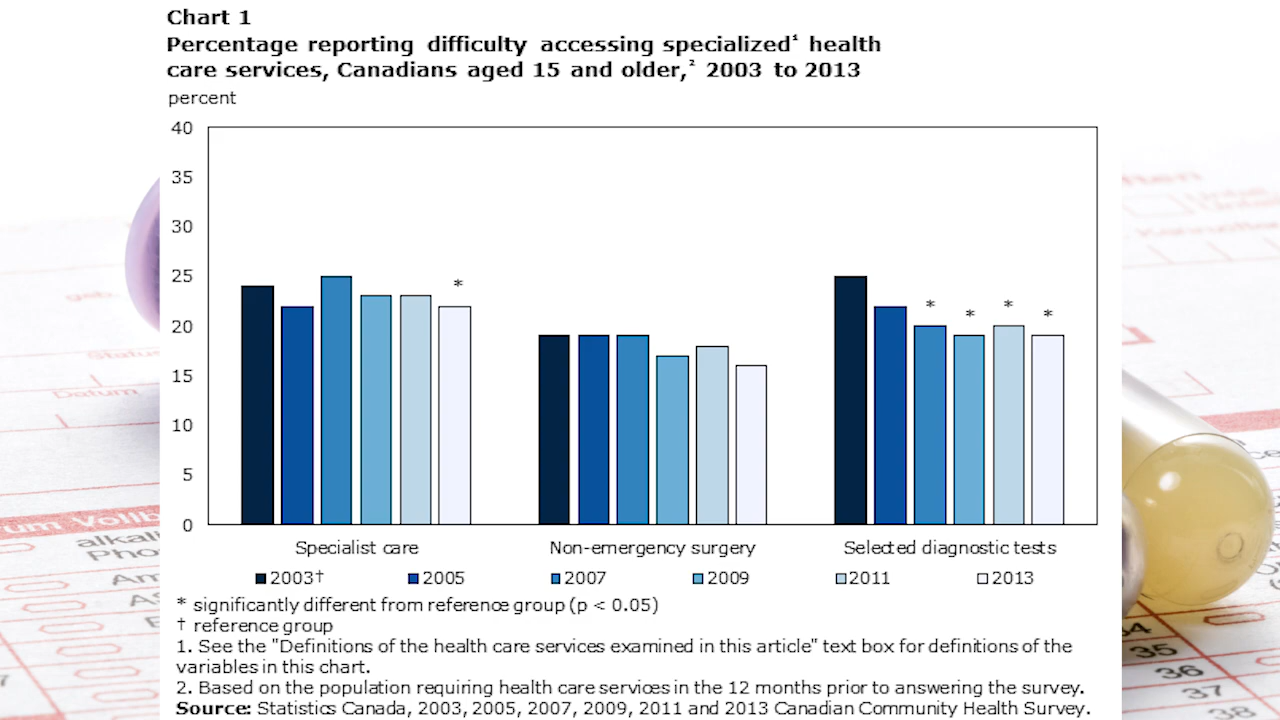 Chart 1
Percentage reporting difficulty accessing specialized¹ health
care services, Canadians aged 15 and older,² 2003 to 2013
percent
40
35
30
25
20
15
10
5
0
*
* * * *
Specialist care Non-emergency surgery Selected diagnostic tests
2003† 2005 2007 2009 2011 2013
* significantly different from reference group (p < 0.05)
† reference group
1. See the "Definitions of the health care services examined in this article" text box for definitions of the
variables in this chart.
2. Based on the population requiring health care services in the 12 months prior to answering the survey.
Source: Statistics Canada, 2003, 2005, 2007, 2009, 2011 and 2013 Canadian Community Health Survey.
Datum
35
36
37
38